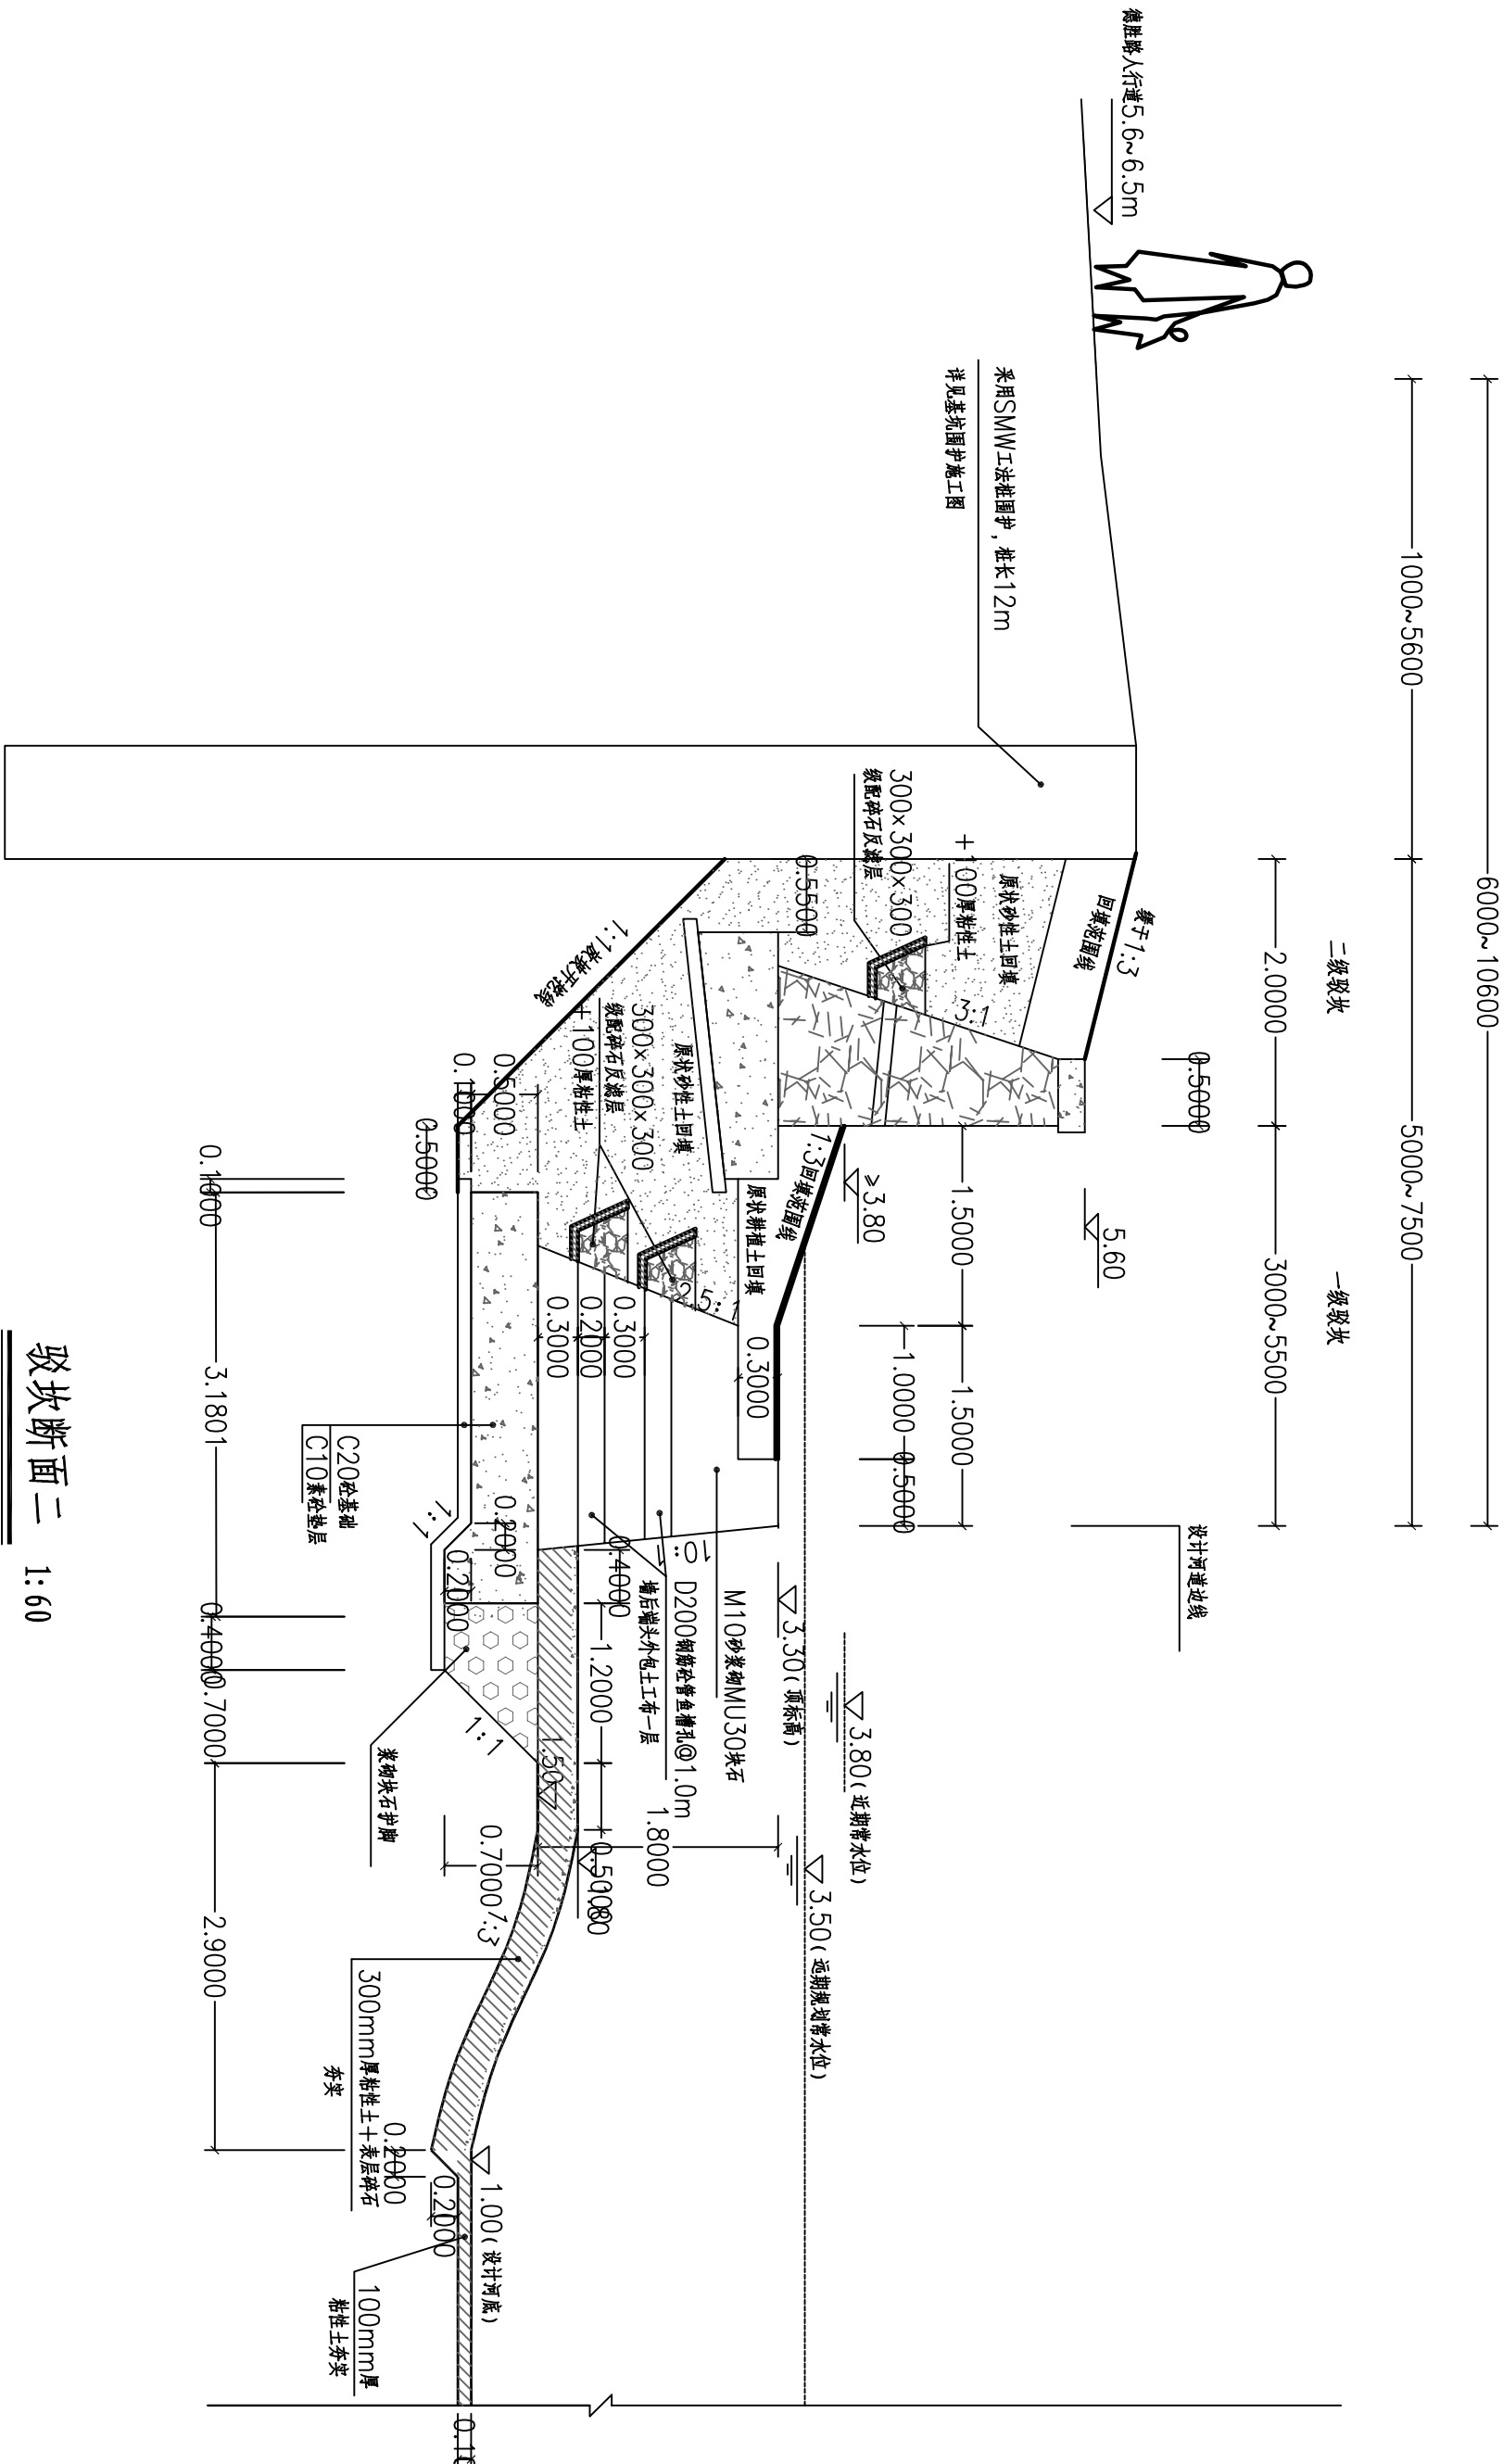 6000~10600
1000~5600
5000~7500
二级驳坎
一级驳坎
2.0000
3000~5500
0.5000
设计河道边线
德胜路人行道5.6~6.5m
缓于1:3
回填范围线
5.60
采用SMW工法桩围护，桩长12m
详见基坑围护施工图
原状砂性土回填
+100厚粘性土
300x300x300
级配碎石反滤层
3:1
1.5000
1.5000
1.0000
0.5000
≥3.80
1:3回填范围线
3.80(近期常水位)
3.50(远期规划常水位)
3.30(顶标高)
0.5500
原状耕植土回填
0.3000
M10砂浆砌MU30块石
D200钢筋砼管鱼槽孔@1.0m
墙后端头外包土工布一层
10:1
2.5:1
原状砂性土回填
300x300x300
级配碎石反滤层
+100厚粘性土
1:1基坑开挖线
0.3000
0.2000
0.3000
0.4000
1.2000
0.5000
1.80
1.8000
1.50
0.5000
0.1000
0.5000
0.2000
0.2000
1:1
1:1
0.7000
1:3
1.00(设计河底)
C20砼基础
C10素砼垫层
浆砌块石护脚
300mm厚粘性土+表层碎石
夯实
0.2000
0.2000
100mm厚
粘性土夯实
0.1000
3.1801
0.4000
0.7000
2.9000
驳坎断面二 1:60